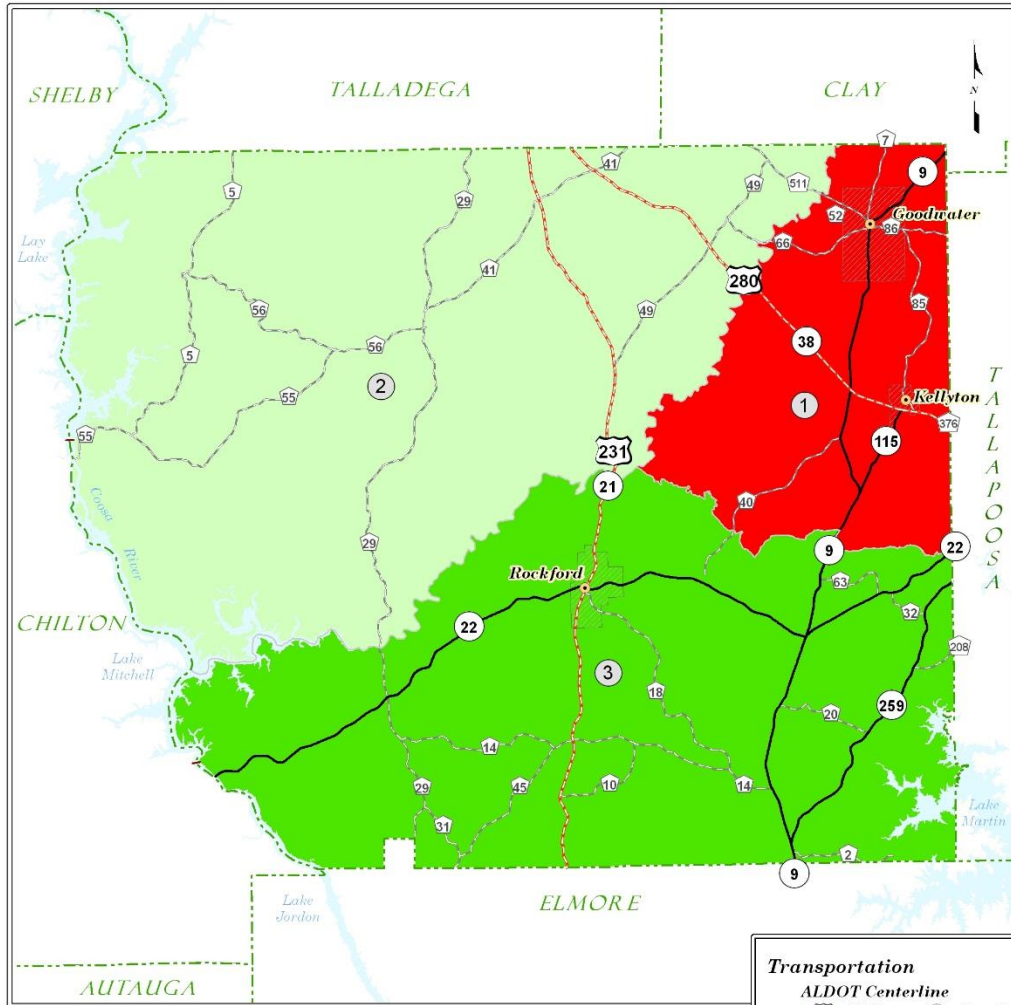 SHELBY
TALLADEGA
CLAY
N
7
41
9
5
29
49
511
52
Goodwater
86
66
Lay
Lake
41
280
56
49
85
38
5
56
2
1
Kellyton
55
376
TALLAPOOSA
55
115
231
21
40
Coosa
River
29
9
22
Rockford
63
32
CHILTON
22
208
Lake
Mitchell
3
18
259
20
14
29
45
10
14
31
Lake
Martin
2
9
Lake
Jordon
ELMORE
Transportation
ALDOT Centerline
AUTAUGA